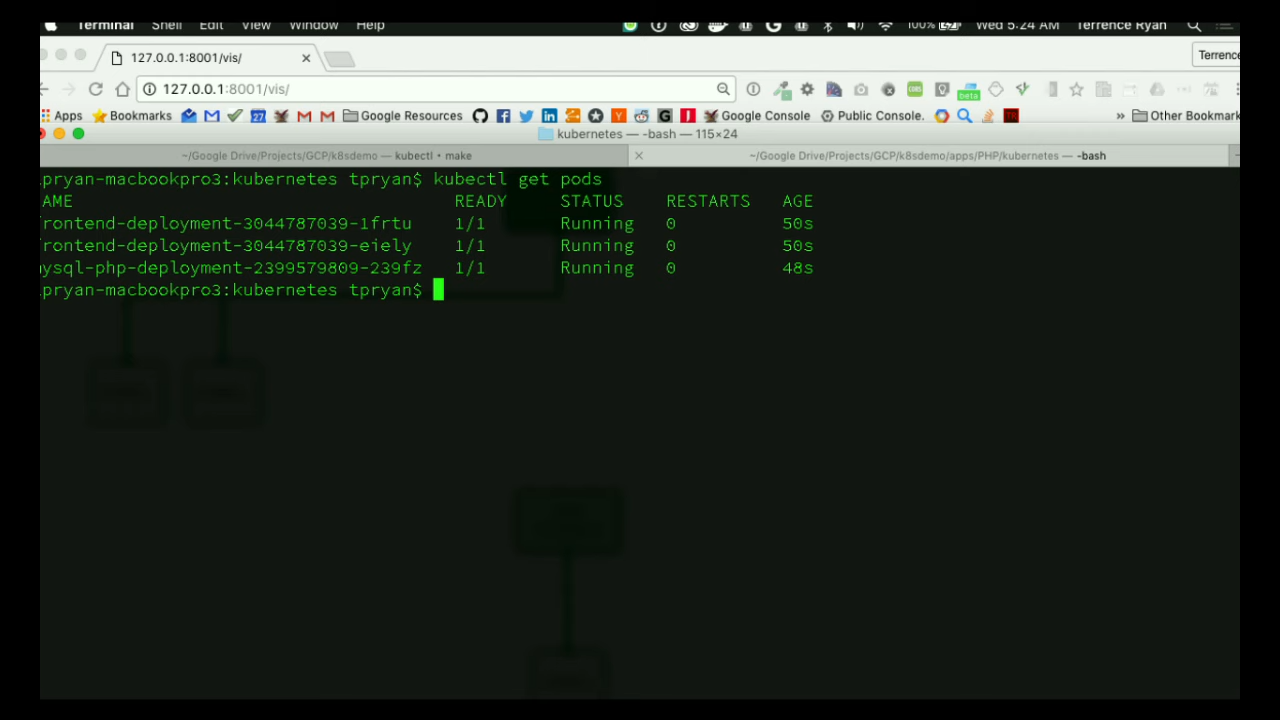 Terminal Shell Edit View Window Help 100% Wed 5:24 AM Terrence Ryan
127.0.0.1:8001/vis/ Terrence
127.0.0.1:8001/vis/ beta
Apps Bookmarks 27 Google Resources Google Console Public Console. Other Bookmark
kubernetes — -bash — 115×24
~/Google Drive/Projects/GCP/k8sdemo — kubectl • make ~/Google Drive/Projects/GCP/k8sdemo/apps/PHP/kubernetes — -bash
pryan-macbookpro3:kubernetes tpryan$ kubectl get pods
AME READY STATUS RESTARTS AGE
rontend-deployment-3044787039-1frtu 1/1 Running 0 50s
rontend-deployment-3044787039-eiely 1/1 Running 0 50s
ysql-php-deployment-2399579809-239fz 1/1 Running 0 48s
pryan-macbookpro3:kubernetes tpryan$